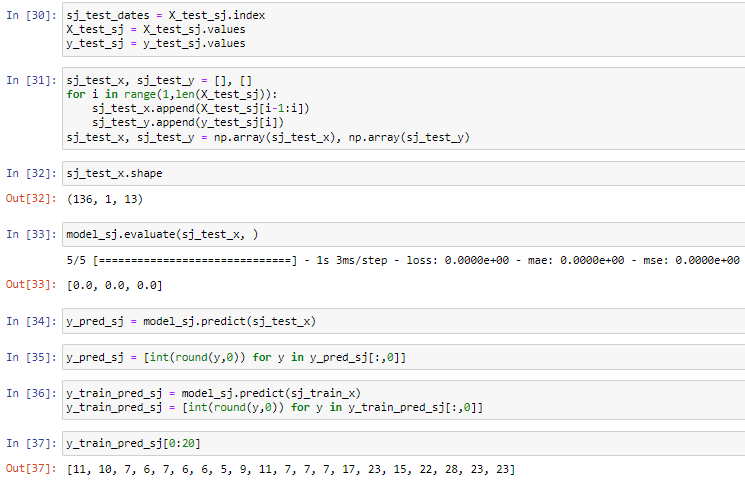 In [30]: sj_test_dates = X_test_sj.index
X_test_sj = X_test_sj.values
y_test_sj = y_test_sj.values
In [31]: sj_test_x, sj_test_y = [], []
for i in range(1,len(X_test_sj)):
    sj_test_x.append(X_test_sj[i-1:i])
    sj_test_y.append(y_test_sj[i])
sj_test_x, sj_test_y = np.array(sj_test_x), np.array(sj_test_y)
In [32]: sj_test_x.shape
Out[32]: (136, 1, 13)
In [33]: model_sj.evaluate(sj_test_x, )
5/5 [==============================] - 1s 3ms/step - loss: 0.0000e+00 - mae: 0.0000e+00 - mse: 0.0000e+00
Out[33]: [0.0, 0.0, 0.0]
In [34]: y_pred_sj = model_sj.predict(sj_test_x)
In [35]: y_pred_sj = [int(round(y,0)) for y in y_pred_sj[:,0]]
In [36]: y_train_pred_sj = model_sj.predict(sj_train_x)
y_train_pred_sj = [int(round(y,0)) for y in y_train_pred_sj[:,0]]
In [37]: y_train_pred_sj[0:20]
Out[37]: [11, 10, 7, 6, 7, 6, 6, 5, 9, 11, 7, 7, 7, 17, 23, 15, 22, 28, 23, 23]